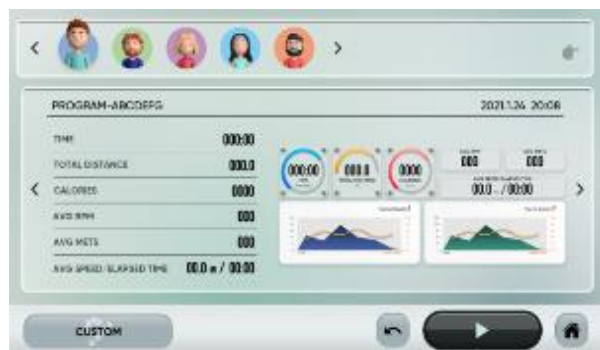 PROGRAM-ABCDEFG 2021.1.26 20:08
TIME 000:00
TOTAL DISTANCE 000.0
CALORIES 0000
AVG RPM 000
AVG METS 000
AVG SPEED/ELAPSED TIME 00.0 m / 00:00
000:00
000.0
0000
000
000
00.0 - / 00:00
CUSTOM